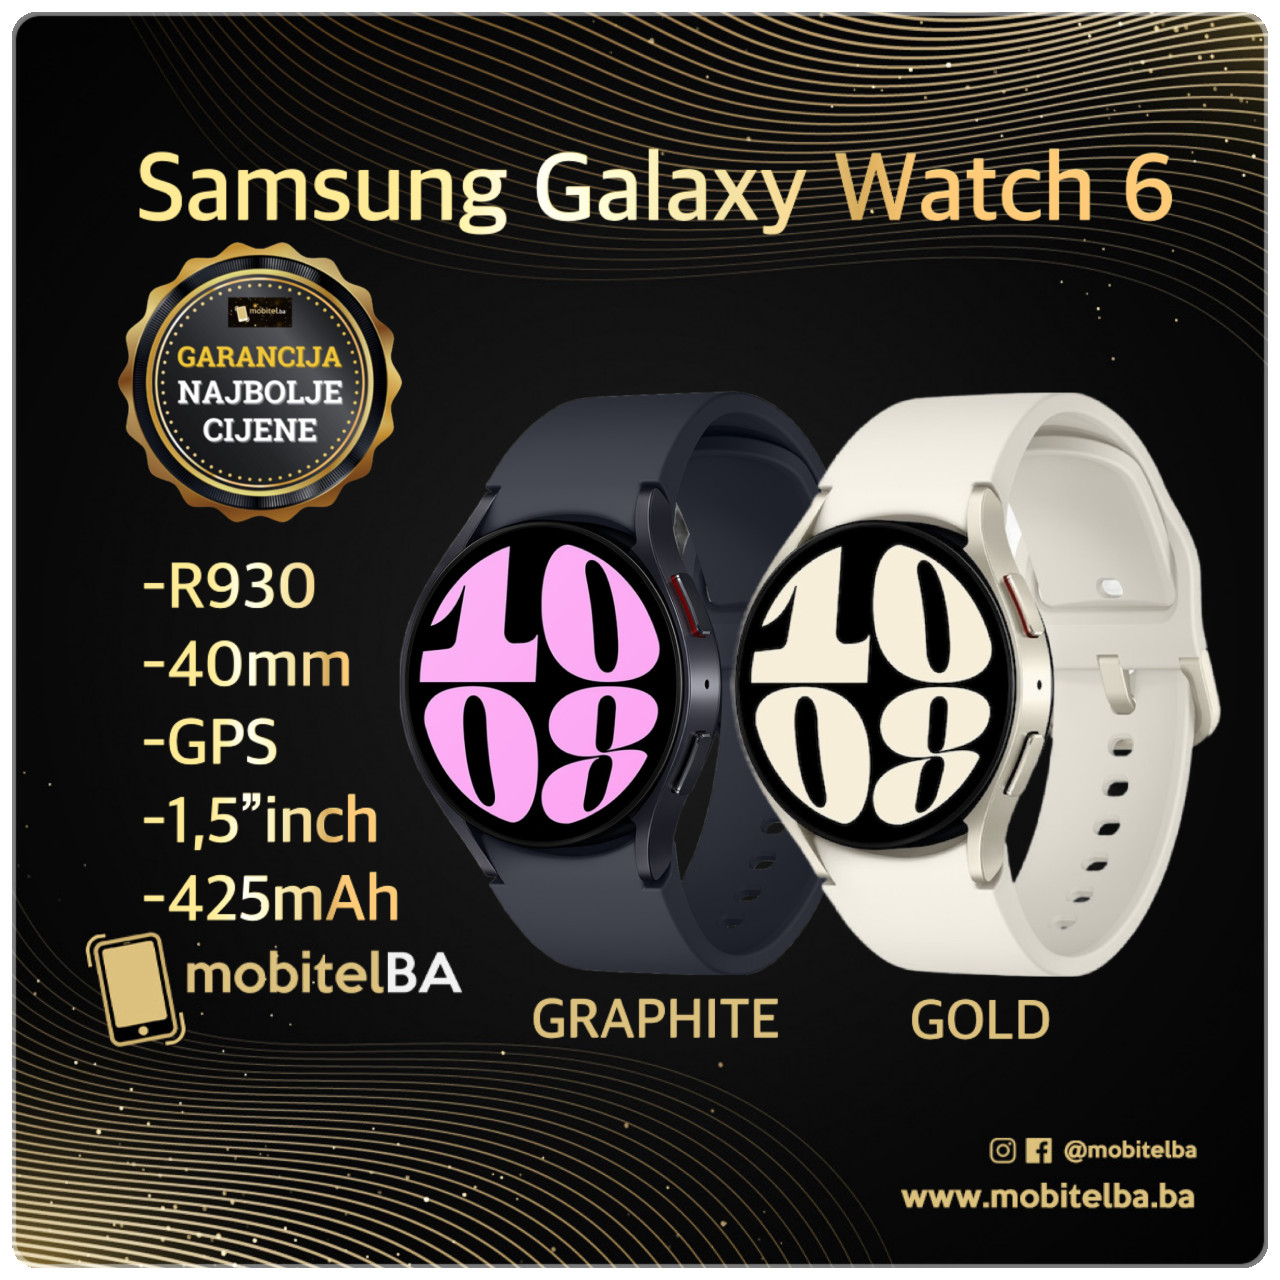 Samsung Galaxy Watch 6
mobitel.ba
GARANCIJA
NAJBOLJE
CIJENE
-R930
-40mm
-GPS
-1,5”inch
-425mAh
mobitelBA
10
08
10
08
GRAPHITE
GOLD
@mobitelba
www.mobitelba.ba